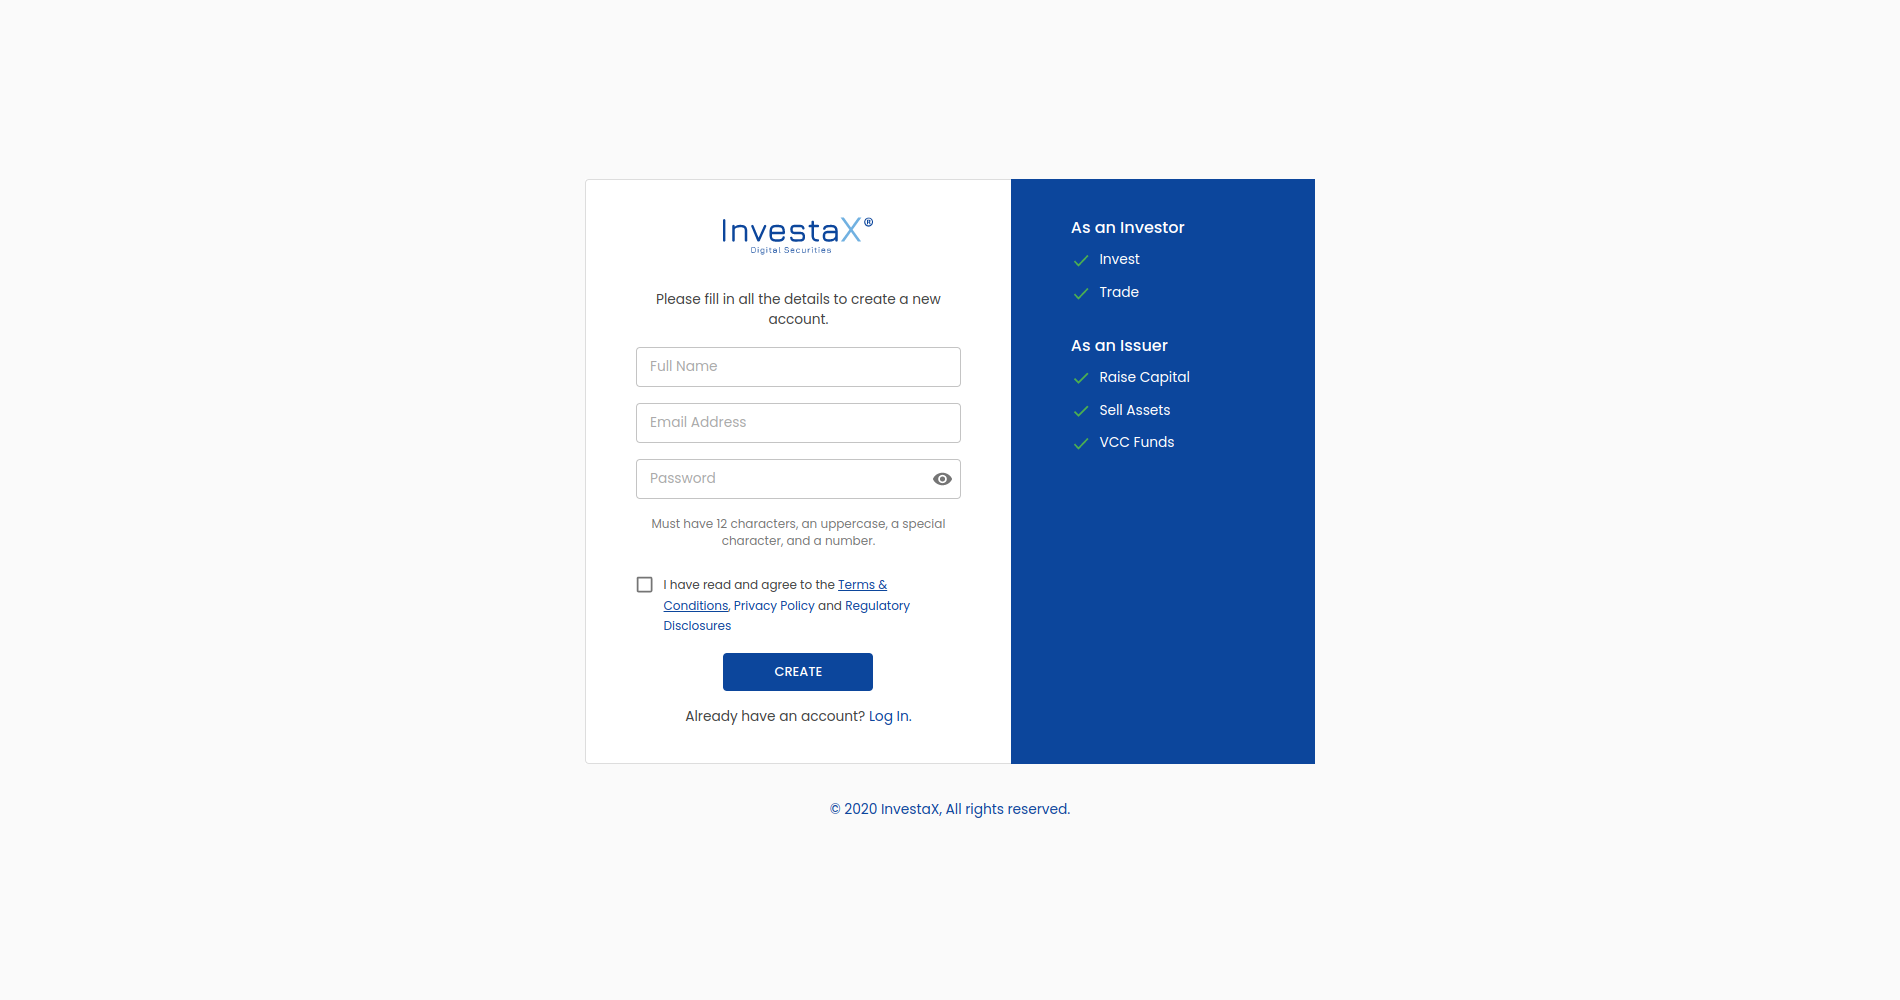 InvestaX®
Digital Securities
Please fill in all the details to create a new
account.
Full Name
Email Address
Password
Must have 12 characters, an uppercase, a special
character, and a number.
I have read and agree to the Terms &
Conditions, Privacy Policy and Regulatory
Disclosures
CREATE
Already have an account? Log In.
As an Investor
Invest
Trade
As an Issuer
Raise Capital
Sell Assets
VCC Funds
© 2020 InvestaX, All rights reserved.